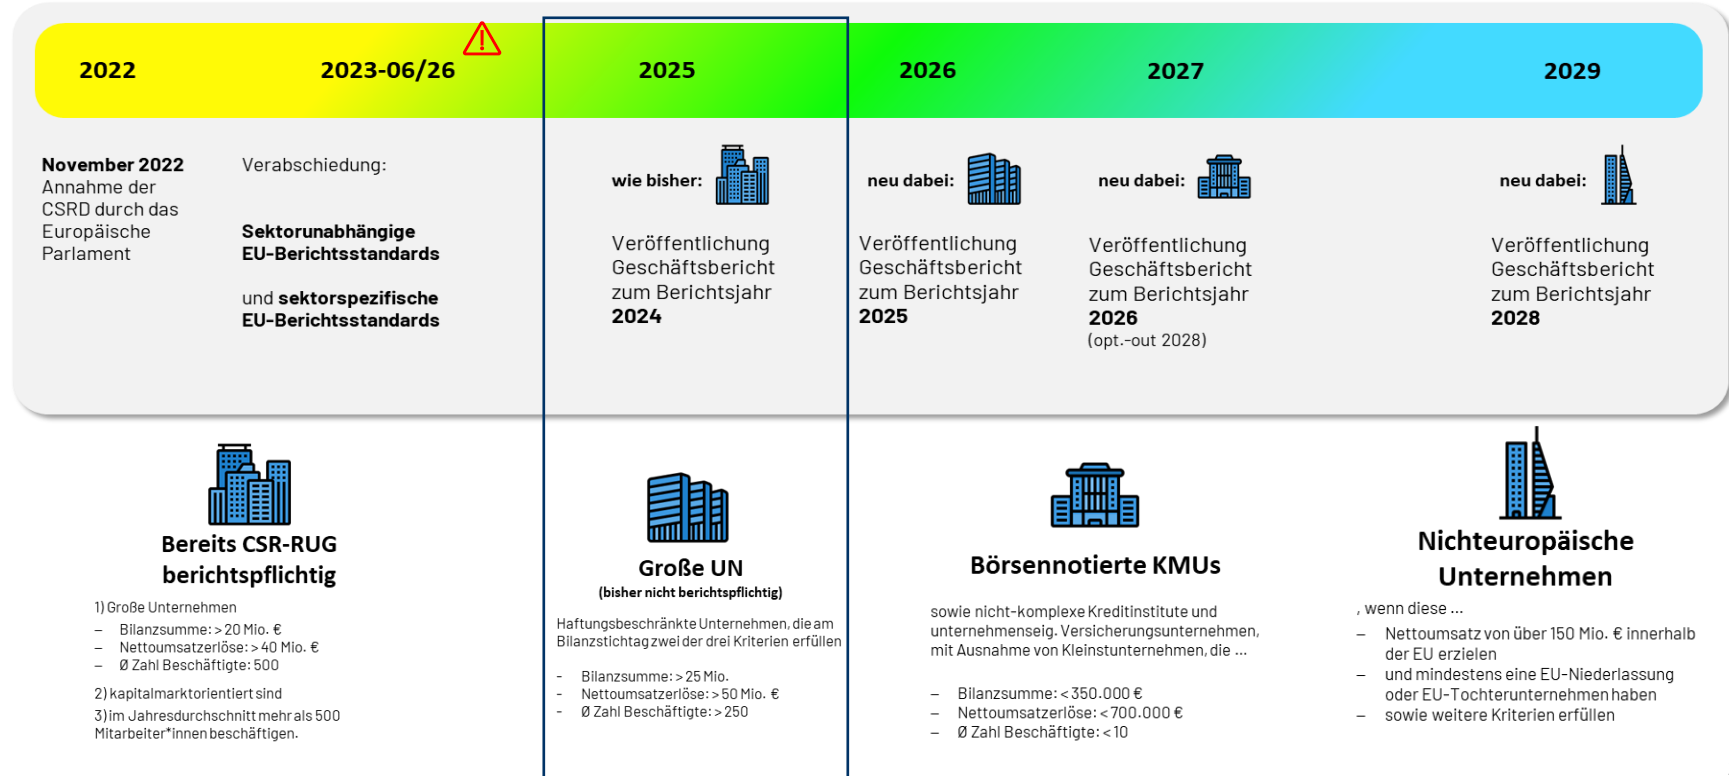 2022
2023-06/26
2025
2026
2027
2029
November 2022
Annahme der
CSRD durch das
Europäische
Parlament
Verabschiedung:
Sektorunabhängige
EU-Berichtsstandards
und sektorspezifische
EU-Berichtsstandards
wie bisher:
Veröffentlichung
Geschäftsbericht
zum Berichtsjahr
2024
neu dabei:
Veröffentlichung
Geschäftsbericht
zum Berichtsjahr
2025
neu dabei:
Veröffentlichung
Geschäftsbericht
zum Berichtsjahr
2026
(opt.-out 2028)
neu dabei:
Veröffentlichung
Geschäftsbericht
zum Berichtsjahr
2028
Bereits CSR-RUG
berichtspflichtig
1) Große Unternehmen
– Bilanzsumme: > 20 Mio. €
– Nettoumsatzerlöse: > 40 Mio. €
– Ø Zahl Beschäftigte: 500
2) kapitalmarktorientiert sind
3) im Jahresdurchschnitt mehr als 500
Mitarbeiter*innen beschäftigen.
Große UN
(bisher nicht berichtspflichtig)
Haftungsbeschränkte Unternehmen, die am
Bilanzstichtag zwei der drei Kriterien erfüllen
- Bilanzsumme: > 25 Mio.
- Nettoumsatzerlöse: > 50 Mio. €
- Ø Zahl Beschäftigte: > 250
Börsennotierte KMUs
sowie nicht-komplexe Kreditinstitute und
unternehmenseig. Versicherungsunternehmen,
mit Ausnahme von Kleinstunternehmen, die ...
– Bilanzsumme: < 350.000 €
– Nettoumsatzerlöse: < 700.000 €
– Ø Zahl Beschäftigte: < 10
Nichteuropäische
Unternehmen
, wenn diese ...
– Nettoumsatz von über 150 Mio. € innerhalb
der EU erzielen
– und mindestens eine EU-Niederlassung
oder EU-Tochterunternehmen haben
– sowie weitere Kriterien erfüllen